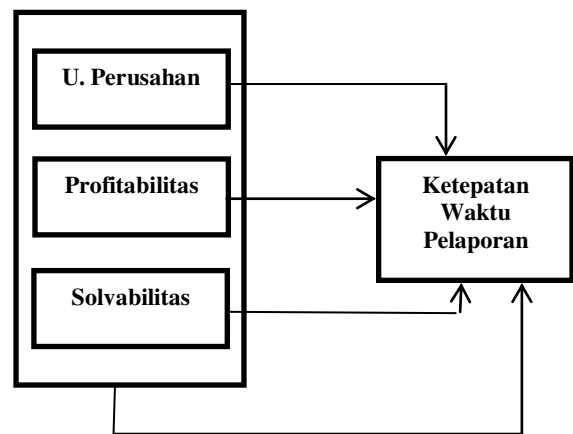 U. Perusahan
Profitabilitas
Ketepatan
Waktu
Pelaporan
Solvabilitas